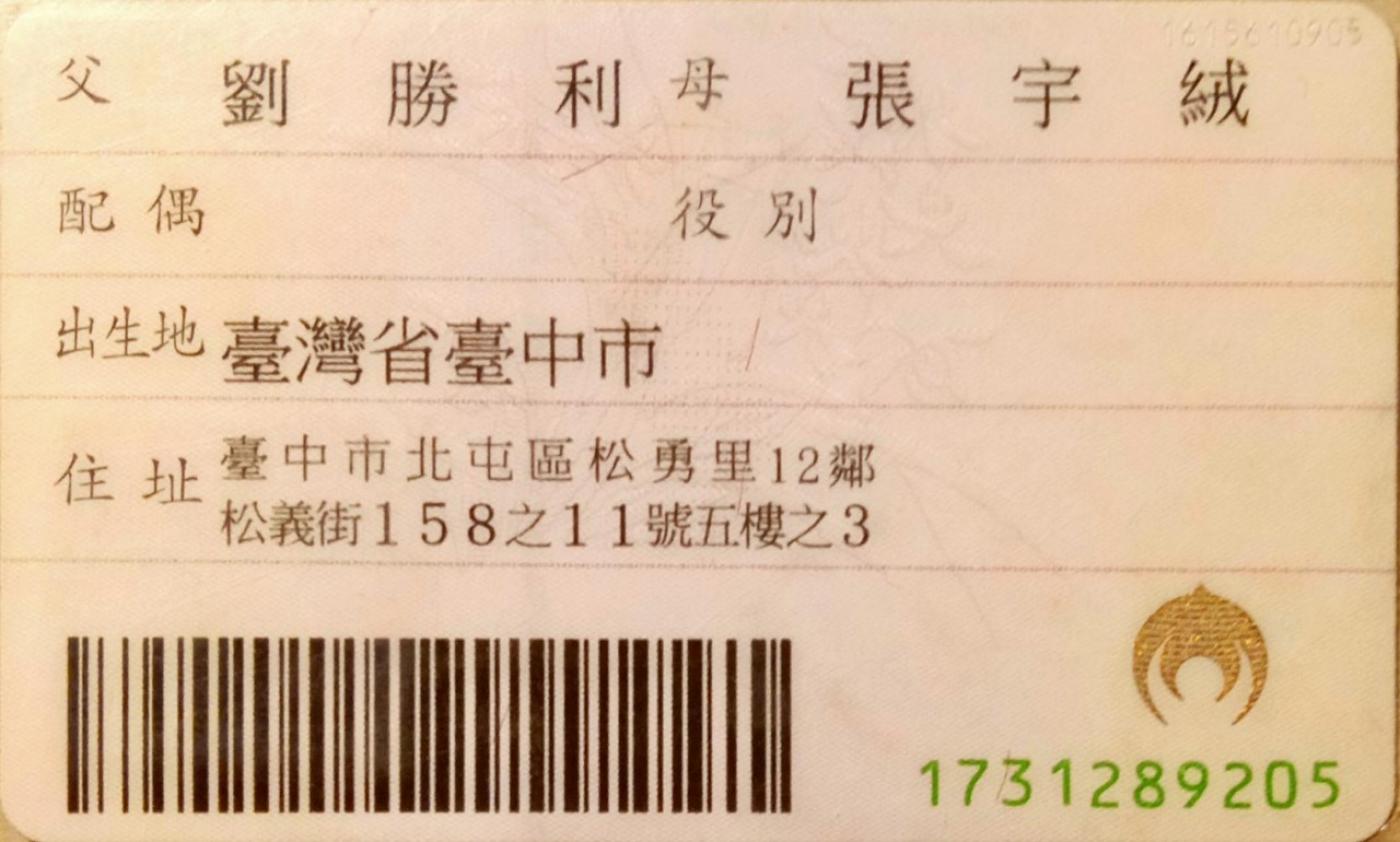 1615610905
父 劉勝利 母 張宇絨
配偶 役別
出生地 臺灣省臺中市
住址 臺中市北屯區松勇里12鄰
松義街158之11號五樓之3
1731289205